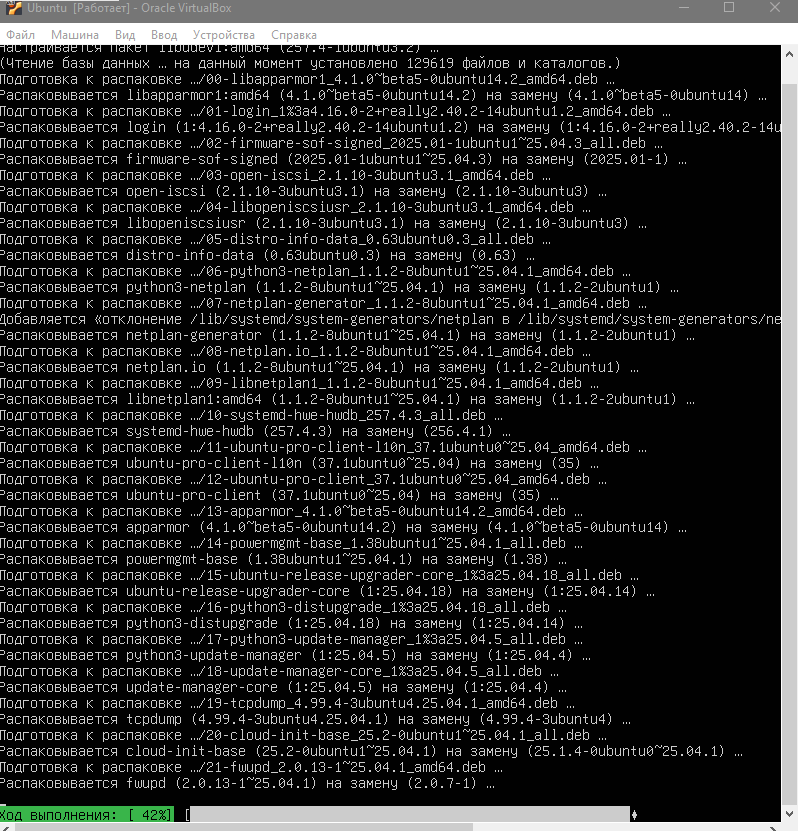 Ubuntu [Работает] - Oracle VirtualBox
Файл Машина Вид Ввод Устройства Справка
Настраивается пакет libudev1:amd64 (257.4-1ubuntu3.2) …
(Чтение базы данных … на данный момент установлено 129619 файлов и каталогов.)
Подготовка к распаковке …/00-libapparmor1_4.1.0~beta5-0ubuntu14.2_amd64.deb …
Распаковывается libapparmor1:amd64 (4.1.0~beta5-0ubuntu14.2) на замену (4.1.0~beta5-0ubuntu14) …
Подготовка к распаковке …/01-login_1%3a4.16.0-2+really2.40.2-14ubuntu1.2_amd64.deb …
Распаковывается login (1:4.16.0-2+really2.40.2-14ubuntu1.2) на замену (1:4.16.0-2+really2.40.2-14u
Подготовка к распаковке …/02-firmware-sof-signed_2025.01-1ubuntu1~25.04.3_all.deb …
Распаковывается firmware-sof-signed (2025.01-1ubuntu1~25.04.3) на замену (2025.01-1) …
Подготовка к распаковке …/03-open-iscsi_2.1.10-3ubuntu3.1_amd64.deb …
Распаковывается open-iscsi (2.1.10-3ubuntu3.1) на замену (2.1.10-3ubuntu3) …
Подготовка к распаковке …/04-libopeniscsiusr_2.1.10-3ubuntu3.1_amd64.deb …
Распаковывается libopeniscsiusr (2.1.10-3ubuntu3.1) на замену (2.1.10-3ubuntu3) …
Подготовка к распаковке …/05-distro-info-data_0.63ubuntu0.3_all.deb …
Распаковывается distro-info-data (0.63ubuntu0.3) на замену (0.63) …
Подготовка к распаковке …/06-python3-netplan_1.1.2-8ubuntu1~25.04.1_amd64.deb …
Распаковывается python3-netplan (1.1.2-8ubuntu1~25.04.1) на замену (1.1.2-2ubuntu1) …
Подготовка к распаковке …/07-netplan-generator_1.1.2-8ubuntu1~25.04.1_amd64.deb …
Добавляется «отклонение /lib/systemd/system-generators/netplan в /lib/systemd/system-generators/ne
Распаковывается netplan-generator (1.1.2-8ubuntu1~25.04.1) на замену (1.1.2-2ubuntu1) …
Подготовка к распаковке …/08-netplan.io_1.1.2-8ubuntu1~25.04.1_amd64.deb …
Распаковывается netplan.io (1.1.2-8ubuntu1~25.04.1) на замену (1.1.2-2ubuntu1) …
Подготовка к распаковке …/09-libnetplan1_1.1.2-8ubuntu1~25.04.1_amd64.deb …
Распаковывается libnetplan1:amd64 (1.1.2-8ubuntu1~25.04.1) на замену (1.1.2-2ubuntu1) …
Подготовка к распаковке …/10-systemd-hwe-hwdb_257.4.3_all.deb …
Распаковывается systemd-hwe-hwdb (257.4.3) на замену (256.4.1) …
Подготовка к распаковке …/11-ubuntu-pro-client-l10n_37.1ubuntu0~25.04_amd64.deb …
Распаковывается ubuntu-pro-client-l10n (37.1ubuntu0~25.04) на замену (35) …
Подготовка к распаковке …/12-ubuntu-pro-client_37.1ubuntu0~25.04_amd64.deb …
Распаковывается ubuntu-pro-client (37.1ubuntu0~25.04) на замену (35) …
Подготовка к распаковке …/13-apparmor_4.1.0~beta5-0ubuntu14.2_amd64.deb …
Распаковывается apparmor (4.1.0~beta5-0ubuntu14.2) на замену (4.1.0~beta5-0ubuntu14) …
Подготовка к распаковке …/14-powermgmt-base_1.38ubuntu1~25.04.1_all.deb …
Распаковывается powermgmt-base (1.38ubuntu1~25.04.1) на замену (1.38) …
Подготовка к распаковке …/15-ubuntu-release-upgrader-core_1%3a25.04.18_all.deb …
Распаковывается ubuntu-release-upgrader-core (1:25.04.18) на замену (1:25.04.14) …
Подготовка к распаковке …/16-python3-distupgrade_1%3a25.04.18_all.deb …
Распаковывается python3-distupgrade (1:25.04.18) на замену (1:25.04.14) …
Подготовка к распаковке …/17-python3-update-manager_1%3a25.04.5_all.deb …
Распаковывается python3-update-manager (1:25.04.5) на замену (1:25.04.4) …
Подготовка к распаковке …/18-update-manager-core_1%3a25.04.5_all.deb …
Распаковывается update-manager-core (1:25.04.5) на замену (1:25.04.4) …
Подготовка к распаковке …/19-tcpdump_4.99.4-3ubuntu4.25.04.1_amd64.deb …
Распаковывается tcpdump (4.99.4-3ubuntu4.25.04.1) на замену (4.99.4-3ubuntu4) …
Подготовка к распаковке …/20-cloud-init-base_25.2-0ubuntu1~25.04.1_all.deb …
Распаковывается cloud-init-base (25.2-0ubuntu1~25.04.1) на замену (25.1.4-0ubuntu0~25.04.1) …
Подготовка к распаковке …/21-fwupd_2.0.13-1~25.04.1_amd64.deb …
Распаковывается fwupd (2.0.13-1~25.04.1) на замену (2.0.7-1) …
Ход выполнения: [ 42%] [